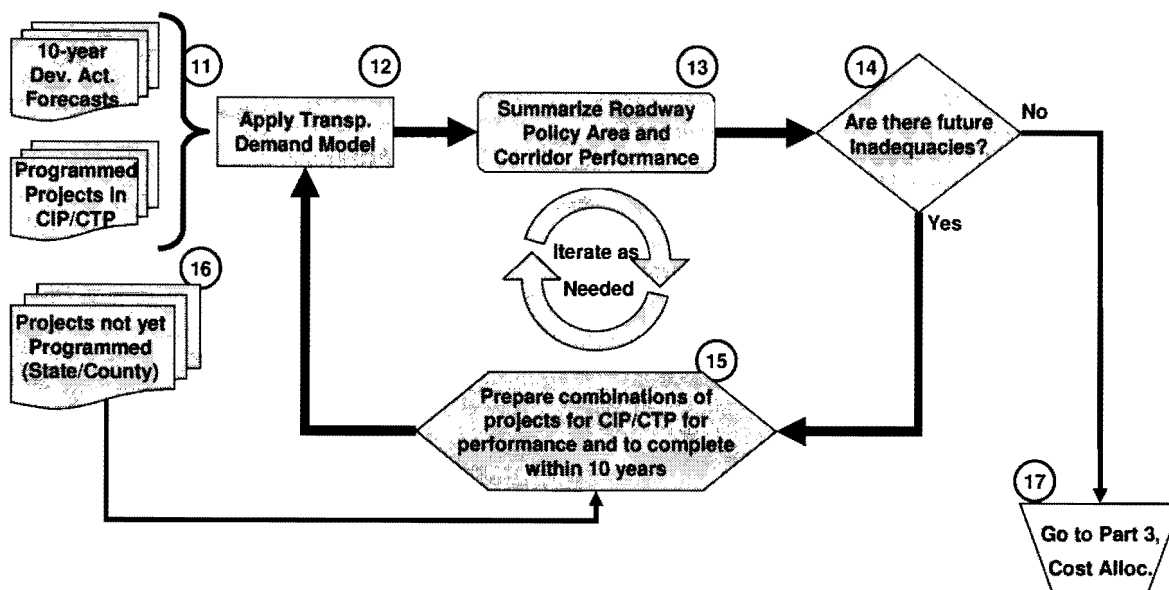 10-year
Dev. Act.
Forecasts
11
Programmed
Projects in
CIP/CTP
12
Apply Transp.
Demand Model
13
Summarize Roadway
Policy Area and
Corridor Performance
14
Are there future
Inadequacies?
No
Yes
Iterate as
Needed
16
Projects not yet
Programmed
(State/County)
15
Prepare combinations of
projects for CIP/CTP for
performance and to complete
within 10 years
17
Go to Part 3,
Cost Alloc.